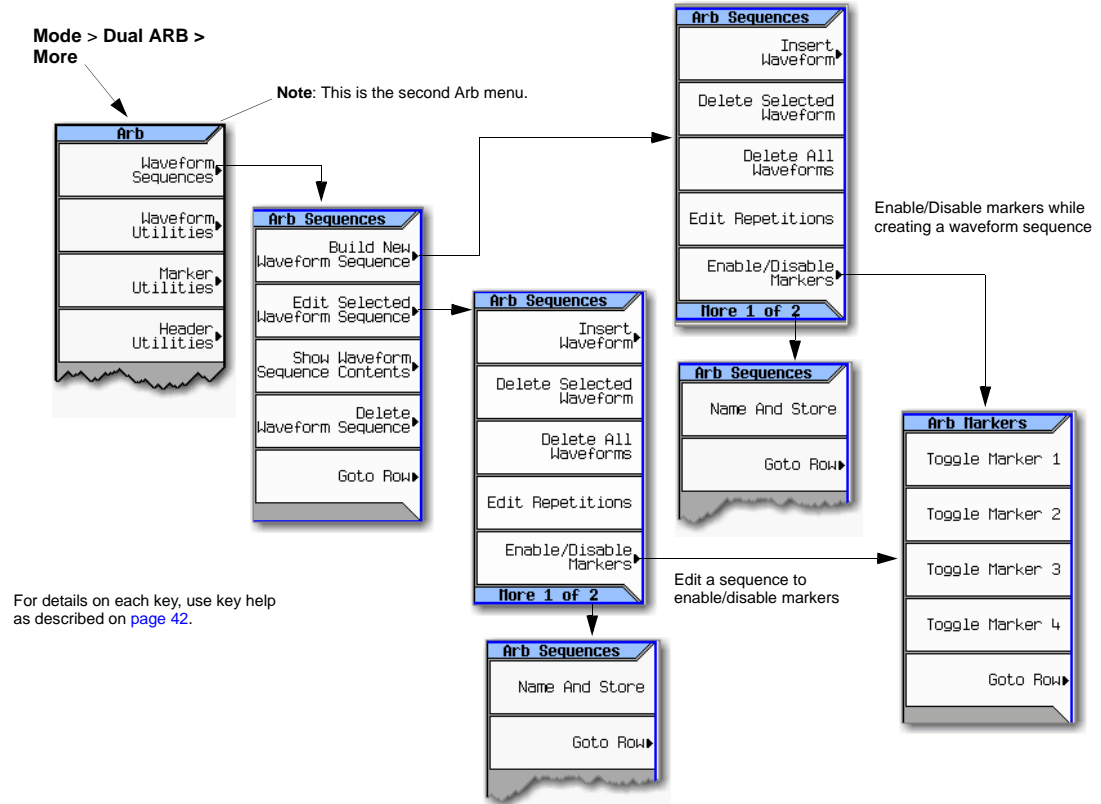 Mode > Dual ARB >
More
Note: This is the second Arb menu.
Arb
Waveform
Sequences
Waveform
Utilities
Marker
Utilities
Header
Utilities
Arb Sequences
Build New
Waveform Sequence
Edit Selected
Waveform Sequence
Show Waveform
Sequence Contents
Delete
Waveform Sequence
Goto Row
Arb Sequences
Insert
Waveform
Delete Selected
Waveform
Delete All
Waveforms
Edit Repetitions
Enable/Disable
Markers
More 1 of 2
Arb Sequences
Name And Store
Goto Row
Arb Sequences
Insert
Waveform
Delete Selected
Waveform
Delete All
Waveforms
Edit Repetitions
Enable/Disable
Markers
More 1 of 2
Arb Sequences
Name And Store
Goto Row
Enable/Disable markers while
creating a waveform sequence
Edit a sequence to
enable/disable markers
Arb Markers
Toggle Marker 1
Toggle Marker 2
Toggle Marker 3
Toggle Marker 4
Goto Row
For details on each key, use key help
as described on page 42.